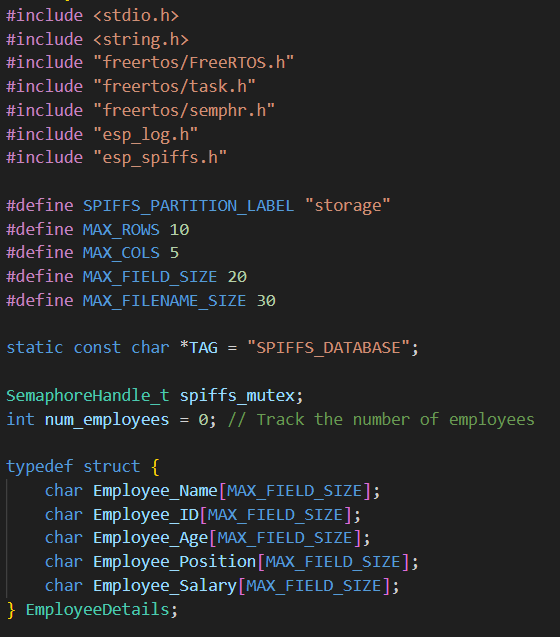 #include <stdio.h>
#include <string.h>
#include "freertos/FreeRTOS.h"
#include "freertos/task.h"
#include "freertos/semphr.h"
#include "esp_log.h"
#include "esp_spiffs.h"

#define SPIFFS_PARTITION_LABEL "storage"
#define MAX_ROWS 10
#define MAX_COLS 5
#define MAX_FIELD_SIZE 20
#define MAX_FILENAME_SIZE 30

static const char *TAG = "SPIFFS_DATABASE";

SemaphoreHandle_t spiffs_mutex;
int num_employees = 0; // Track the number of employees

typedef struct {
    char Employee_Name[MAX_FIELD_SIZE];
    char Employee_ID[MAX_FIELD_SIZE];
    char Employee_Age[MAX_FIELD_SIZE];
    char Employee_Position[MAX_FIELD_SIZE];
    char Employee_Salary[MAX_FIELD_SIZE];
} EmployeeDetails;